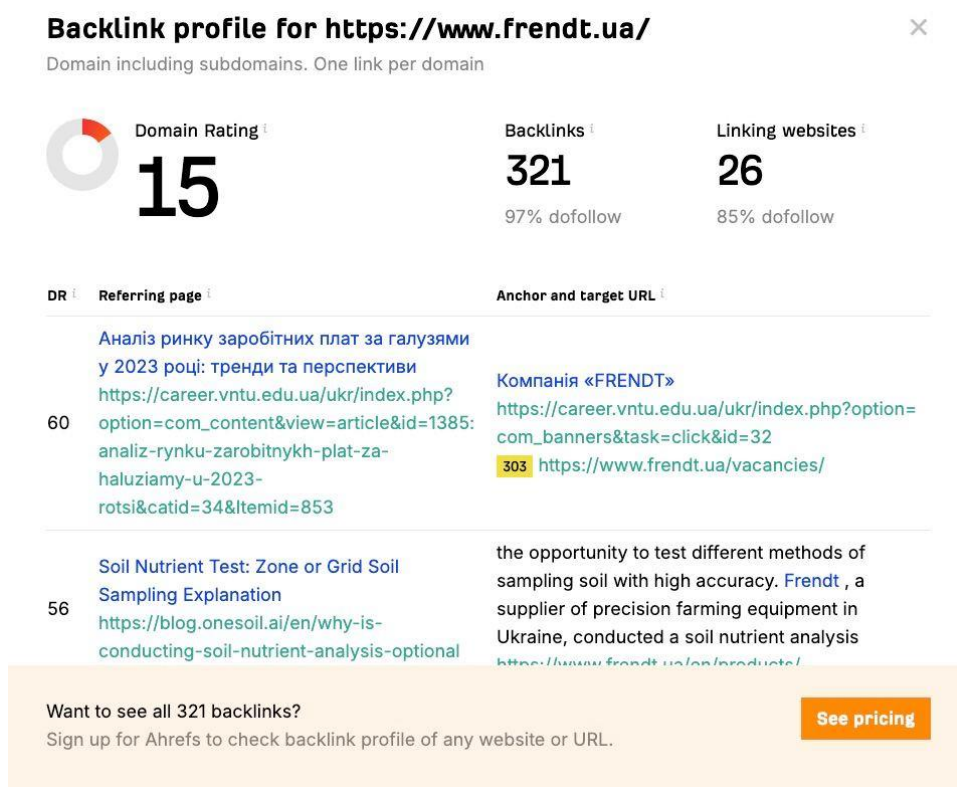 Backlink profile for https://www.frendt.ua/
Domain including subdomains. One link per domain
Domain Rating i
15
Backlinks i
321
97% dofollow
Linking websites i
26
85% dofollow
DR i Referring page i Anchor and target URL i
60
Аналіз ринку заробітних плат за галузями
у 2023 році: тренди та перспективи
https://career.vntu.edu.ua/ukr/index.php?
option=com_content&view=article&id=1385:
analiz-rynku-zarobitnykh-plat-za-
haluziamy-u-2023-
rotsi&catid=34&Itemid=853
Компанія «FRENDT»
https://career.vntu.edu.ua/ukr/index.php?option=
com_banners&task=click&id=32
303 https://www.frendt.ua/vacancies/
56
Soil Nutrient Test: Zone or Grid Soil
Sampling Explanation
https://blog.onesoil.ai/en/why-is-
conducting-soil-nutrient-analysis-optional
the opportunity to test different methods of
sampling soil with high accuracy. Frendt , a
supplier of precision farming equipment in
Ukraine, conducted a soil nutrient analysis
https://www.frendt.ua/en/products/
Want to see all 321 backlinks?
Sign up for Ahrefs to check backlink profile of any website or URL.
See pricing